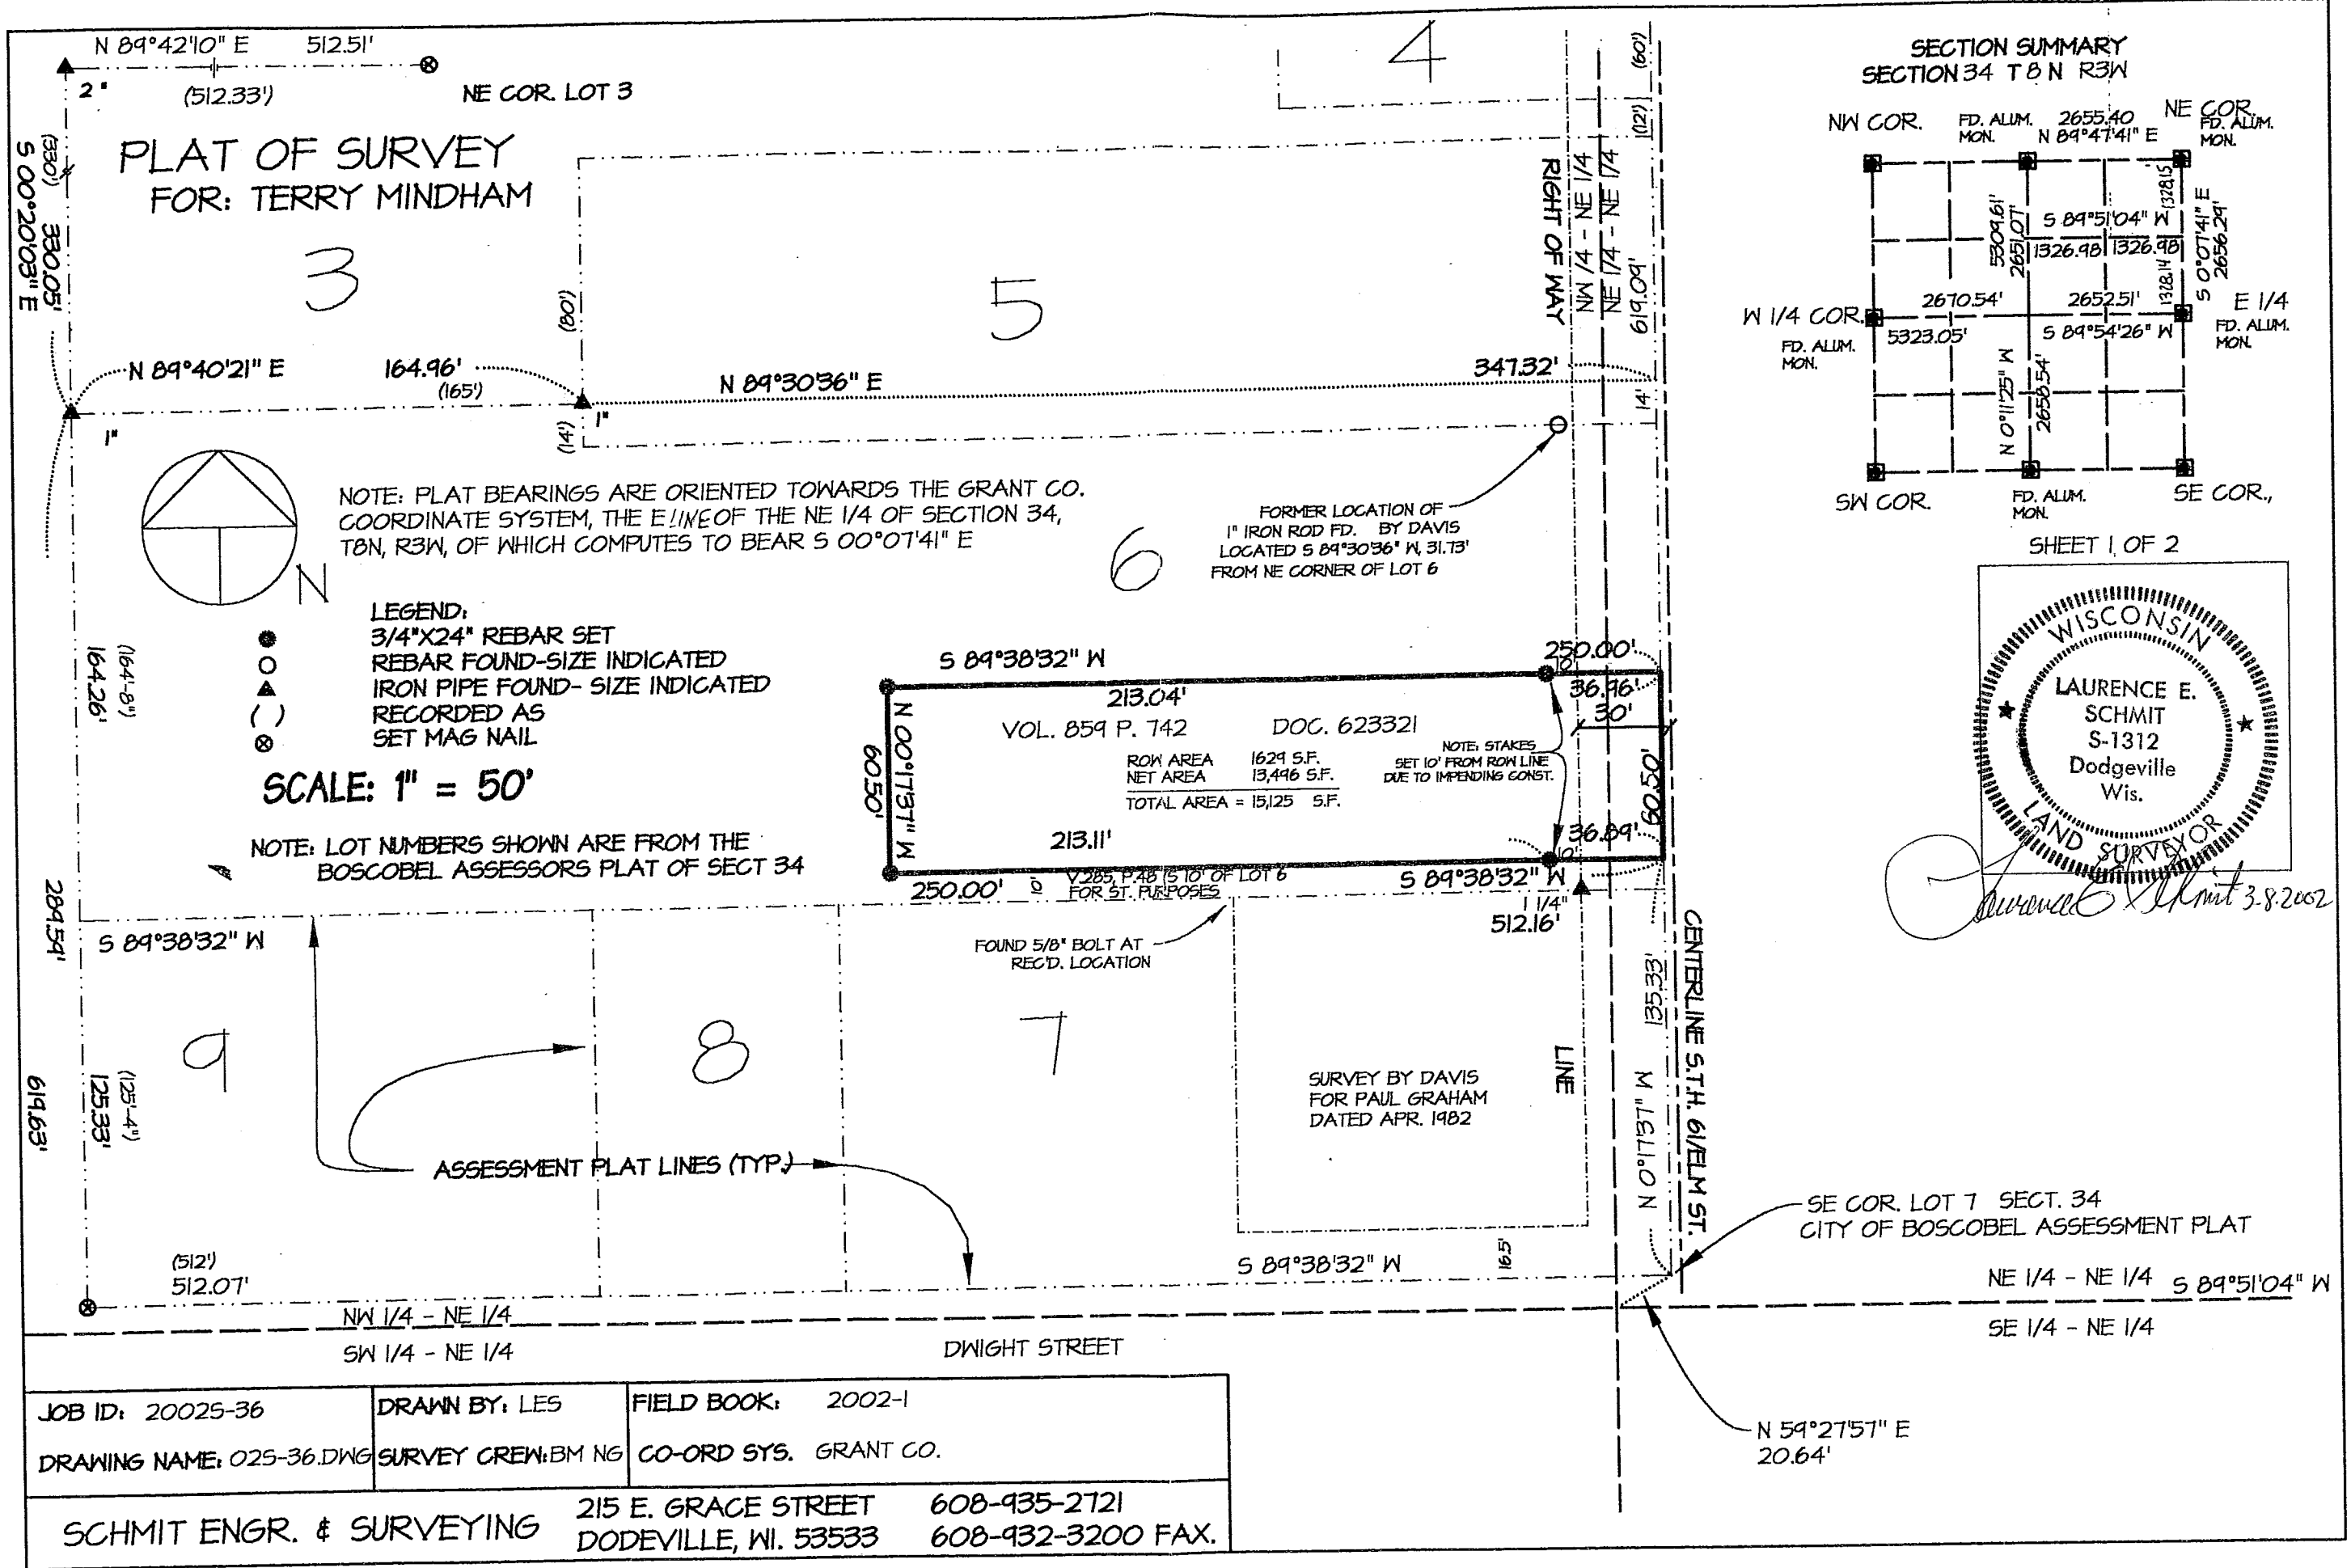 N 89°42'10" E 512.51'
(512.33')
2"
NE COR. LOT 3
PLAT OF SURVEY
FOR: TERRY MINDHAM
(330')
330.05'
S 00°20'03" E
3
4
5
(60')
(12')
(80')
RIGHT OF WAY
NW 1/4 - NE 1/4
NE 1/4 - NE 1/4
619.09'
N 89°40'21" E 164.96'
(165')
N 89°30'36" E
347.32'
1"
1"
(14')
14'
NOTE: PLAT BEARINGS ARE ORIENTED TOWARDS THE GRANT CO.
COORDINATE SYSTEM, THE E LINE OF THE NE 1/4 OF SECTION 34,
T8N, R3W, OF WHICH COMPUTES TO BEAR S 00°07'41" E
N
6
FORMER LOCATION OF
1" IRON ROD FD. BY DAVIS
LOCATED S 89°30'36" W, 31.73'
FROM NE CORNER OF LOT 6
LEGEND:
3/4"X24" REBAR SET
REBAR FOUND-SIZE INDICATED
IRON PIPE FOUND- SIZE INDICATED
( ) RECORDED AS
SET MAG NAIL
SCALE: 1" = 50'
NOTE: LOT NUMBERS SHOWN ARE FROM THE
BOSCOBEL ASSESSORS PLAT OF SECT 34
(164'-8")
164.26'
289.59'
619.63'
(125'-4")
125.33'
S 89°38'32" W
250.00'
10'
213.04'
36.96'
30'
VOL. 859 P. 742 DOC. 623321
ROW AREA 1629 S.F.
NET AREA 13,496 S.F.
TOTAL AREA = 15,125 S.F.
NOTE: STAKES
SET 10' FROM ROW LINE
DUE TO IMPENDING CONST.
N 00°17'37" W
60.50'
60.50'
213.11'
36.89'
10'
250.00'
10'
V285, P.48 (S 10' OF LOT 6
FOR ST. PURPOSES
S 89°38'32" W
1 1/4"
512.16'
S 89°38'32" W
FOUND 5/8" BOLT AT
REC'D. LOCATION
9
8
7
SURVEY BY DAVIS
FOR PAUL GRAHAM
DATED APR. 1982
LINE
135.33'
N 0°17'37" W
CENTERLINE S.T.H. 61/ELM ST.
ASSESSMENT PLAT LINES (TYP.)
(512')
512.07'
S 89°38'32" W
16.5'
NW 1/4 - NE 1/4
SW 1/4 - NE 1/4
DWIGHT STREET
SE COR. LOT 7 SECT. 34
CITY OF BOSCOBEL ASSESSMENT PLAT
NE 1/4 - NE 1/4 S 89°51'04" W
SE 1/4 - NE 1/4
N 59°27'57" E
20.64'
SECTION SUMMARY
SECTION 34 T 8 N R3W
NW COR.
FD. ALUM.
MON.
2655.40
N 89°47'41" E
NE COR.
FD. ALUM.
MON.
1328.15
5309.61'
2651.07'
S 89°51'04" W
1326.98 1326.98
S 0°07'41" E
2656.29'
1328.14
W 1/4 COR.
FD. ALUM.
MON.
2670.54'
5323.05'
2652.51'
S 89°54'26" W
E 1/4
FD. ALUM.
MON.
N 0°11'25" W
2658.54'
SW COR.
FD. ALUM.
MON.
SE COR.,
SHEET 1 OF 2
WISCONSIN
LAURENCE E.
SCHMIT
S-1312
Dodgeville
Wis.
LAND SURVEYOR
Laurence E Schmit 3-8-2002
JOB ID: 2002S-36
DRAWN BY: LES
FIELD BOOK: 2002-1
DRAWING NAME: 02S-36.DWG
SURVEY CREW: BM NG
CO-ORD SYS. GRANT CO.
SCHMIT ENGR. & SURVEYING
215 E. GRACE STREET 608-935-2721
DODEVILLE, WI. 53533 608-932-3200 FAX.